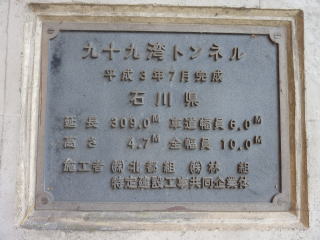 九十九湾トンネル
平成3年7月完成
石川県
延長 309.0M 車道幅員6.0M
高さ 4.7M 全幅員 10.0M
施工者 ㈱北都組 ㈱林組
特定建設工事共同企業体